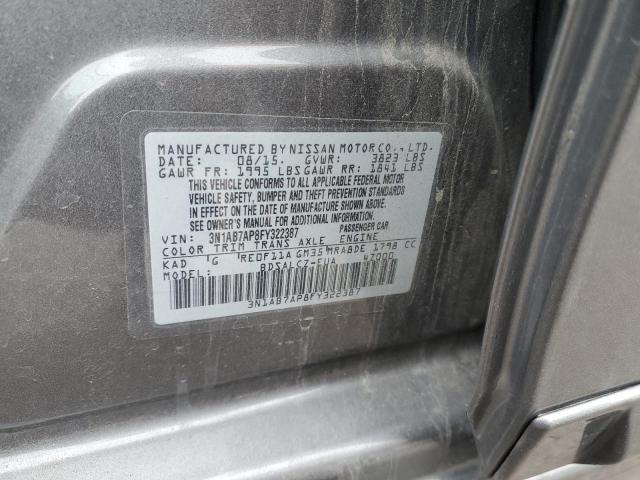 MANUFACTURED BY NISSAN MOTOR CO., LTD.
DATE: 08/15. GVWR: 3823 LBS
GAWR FR: 1995 LBS GAWR RR: 1841 LBS
THIS VEHICLE CONFORMS TO ALL APPLICABLE FEDERAL MOTOR
VEHICLE SAFETY, BUMPER AND THEFT PREVENTION STANDARDS
IN EFFECT ON THE DATE OF MANUFACTURE SHOWN ABOVE.
SEE OWNER'S MANUAL FOR ADDITIONAL INFORMATION.
VIN: 3N1AB7AP8FY322387 PASSENGER CAR
COLOR TRIM TRANS AXLE ENGINE
KAD G RE0F11A GM35 MRA8DE 1798 CC
MODEL: BDSALCZ-EUA 47000
3N1AB7AP8FY322387